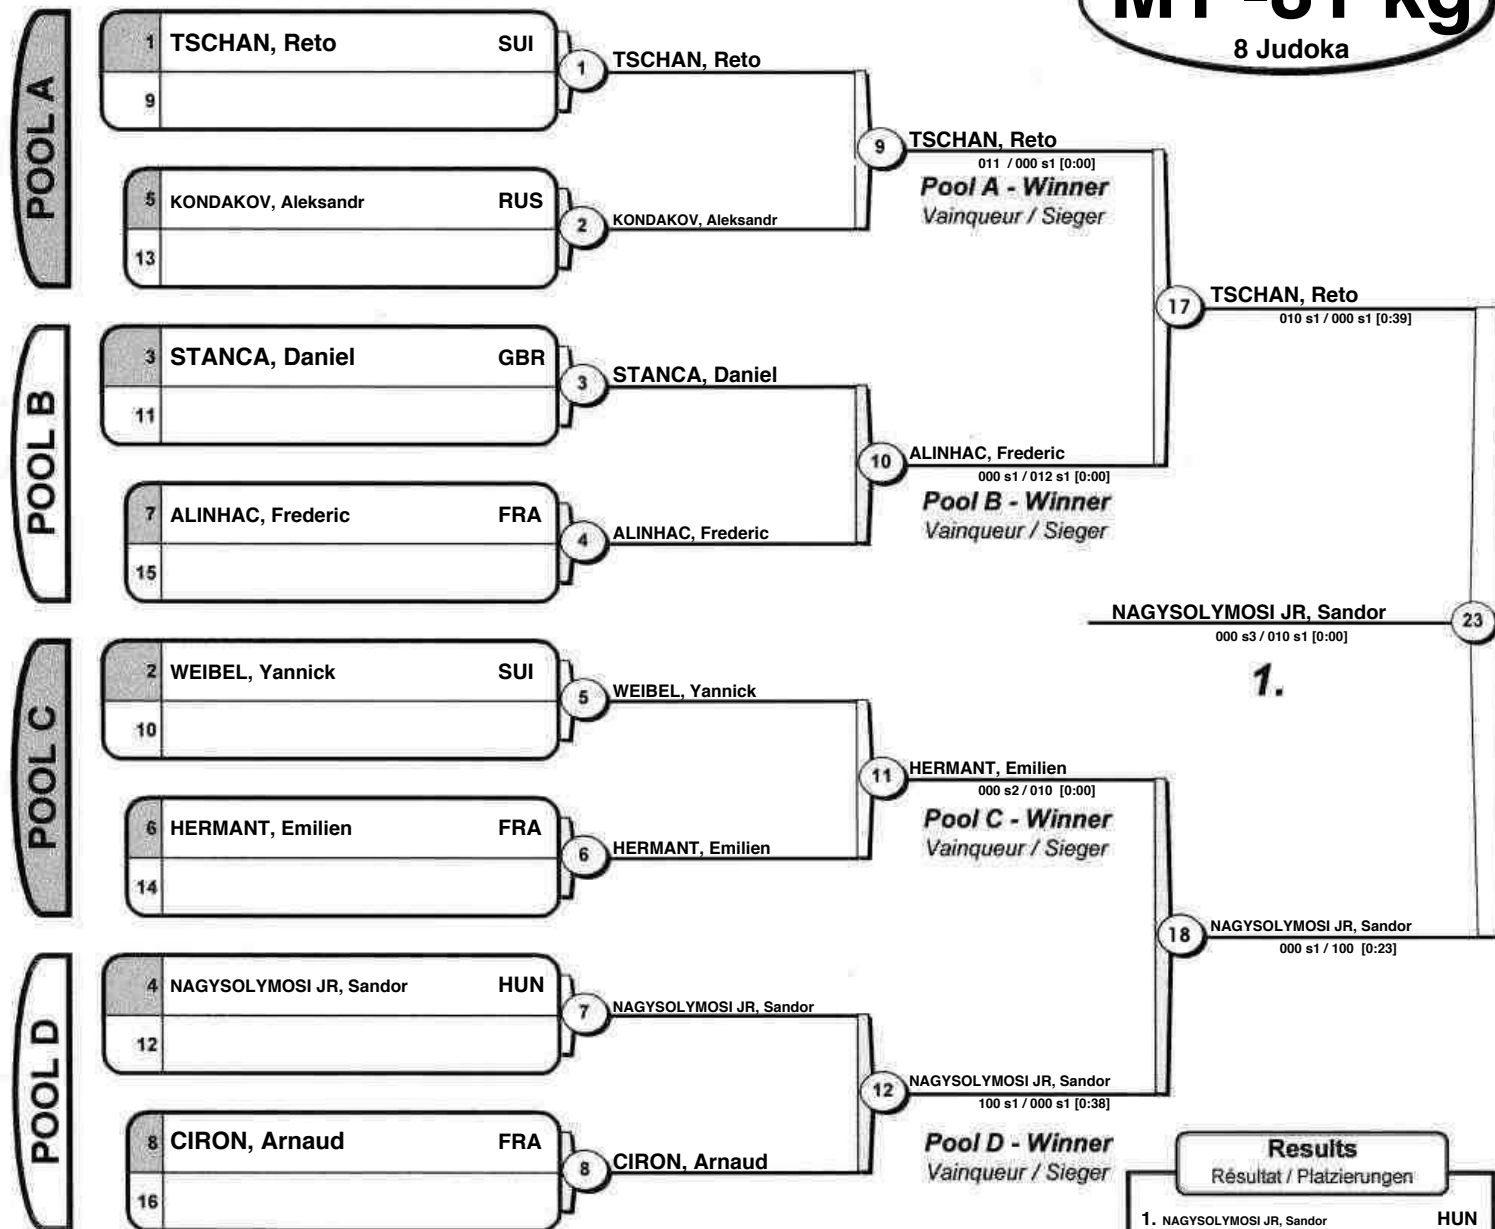 M1 -81 kg
8 Judoka
POOL A
1 TSCHAN, Reto SUI
9
5 KONDAKOV, Aleksandr RUS
13
1 TSCHAN, Reto
2 KONDAKOV, Aleksandr
9 TSCHAN, Reto
011 / 000 s1 [0:00]
Pool A - Winner
Vainqueur / Sieger
POOL B
3 STANCA, Daniel GBR
11
7 ALINHAC, Frederic FRA
15
3 STANCA, Daniel
4 ALINHAC, Frederic
10 ALINHAC, Frederic
000 s1 / 012 s1 [0:00]
Pool B - Winner
Vainqueur / Sieger
17 TSCHAN, Reto
010 s1 / 000 s1 [0:39]
NAGYSOLYMOSI JR, Sandor 23
000 s3 / 010 s1 [0:00]
1.
POOL C
2 WEIBEL, Yannick SUI
10
6 HERMANT, Emilien FRA
14
5 WEIBEL, Yannick
6 HERMANT, Emilien
11 HERMANT, Emilien
000 s2 / 010 [0:00]
Pool C - Winner
Vainqueur / Sieger
POOL D
4 NAGYSOLYMOSI JR, Sandor HUN
12
8 CIRON, Arnaud FRA
16
7 NAGYSOLYMOSI JR, Sandor
8 CIRON, Arnaud
12 NAGYSOLYMOSI JR, Sandor
100 s1 / 000 s1 [0:38]
Pool D - Winner
Vainqueur / Sieger
18 NAGYSOLYMOSI JR, Sandor
000 s1 / 100 [0:23]
Results
Résultat / Platzierungen
1. NAGYSOLYMOSI JR, Sandor HUN